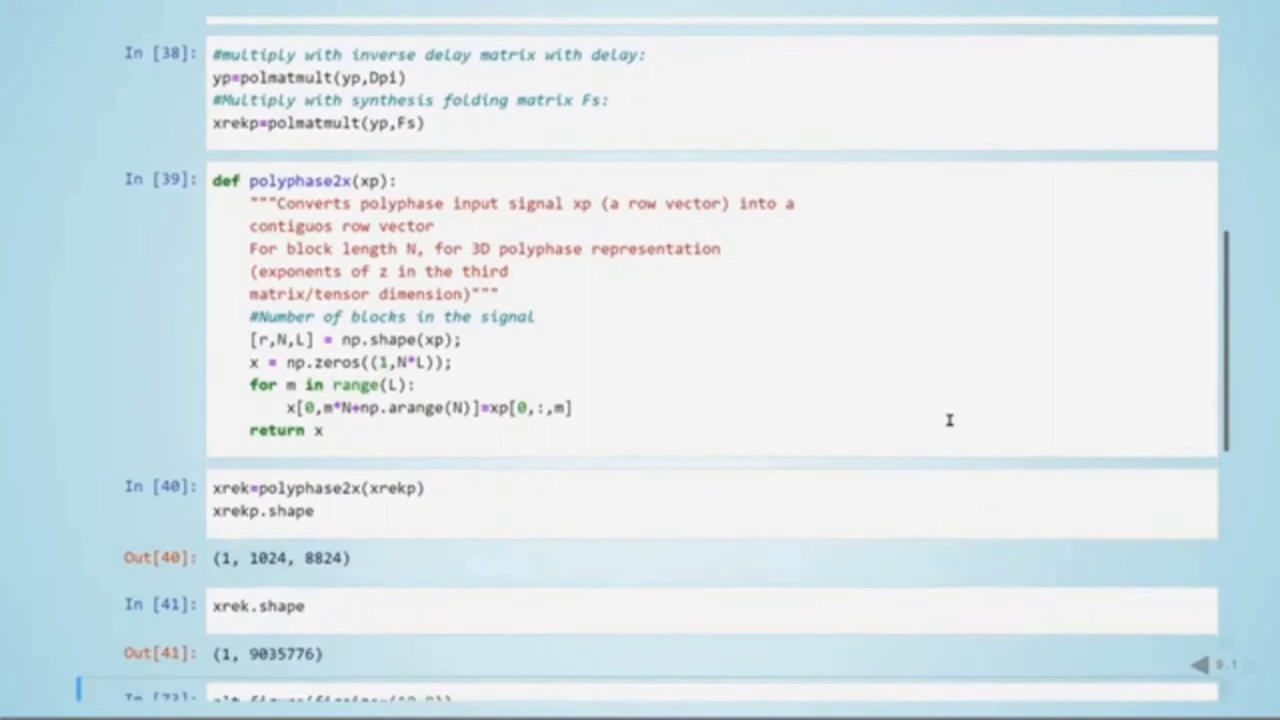 In [38]: #multiply with inverse delay matrix with delay:
yp=polmatmult(yp,Dpi)
#Multiply with synthesis folding matrix Fs:
xrekp=polmatmult(yp,Fs)
In [39]: def polyphase2x(xp):
"""Converts polyphase input signal xp (a row vector) into a
contiguos row vector
For block length N, for 3D polyphase representation
(exponents of z in the third
matrix/tensor dimension)"""
#Number of blocks in the signal
[r,N,L] = np.shape(xp);
x = np.zeros((1,N*L));
for m in range(L):
x[0,m*N+np.arange(N)]=xp[0,:,m]
return x
In [40]: xrek=polyphase2x(xrekp)
xrekp.shape
Out[40]: (1, 1024, 8824)
In [41]: xrek.shape
Out[41]: (1, 9035776)
9.1